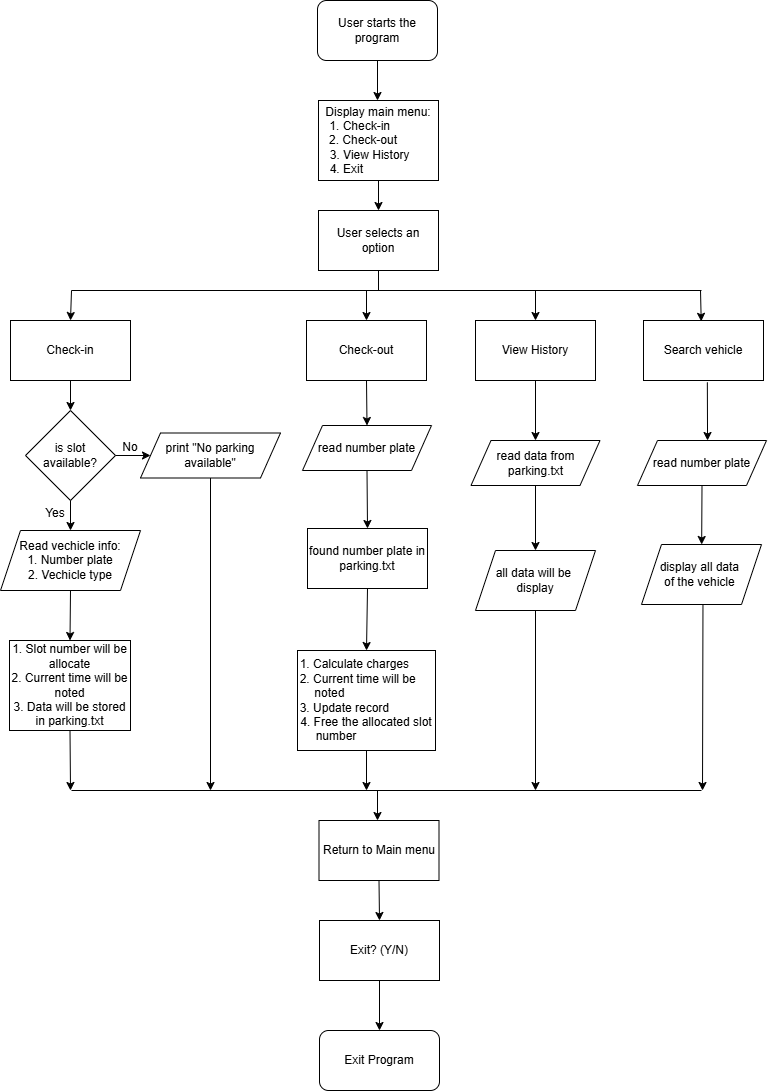 User starts the
program
Display main menu:
1. Check-in
2. Check-out
3. View History
4. Exit
User selects an
option
Check-in
Check-out
View History
Search vehicle
is slot
available?
No
Yes
print "No parking
available"
read number plate
read data from
parking.txt
read number plate
Read vechicle info:
1. Number plate
2. Vechicle type
found number plate in
parking.txt
all data will be
display
display all data
of the vehicle
1. Slot number will be
allocate
2. Current time will be
noted
3. Data will be stored
in parking.txt
1. Calculate charges
2. Current time will be
noted
3. Update record
4. Free the allocated slot
number
Return to Main menu
Exit? (Y/N)
Exit Program